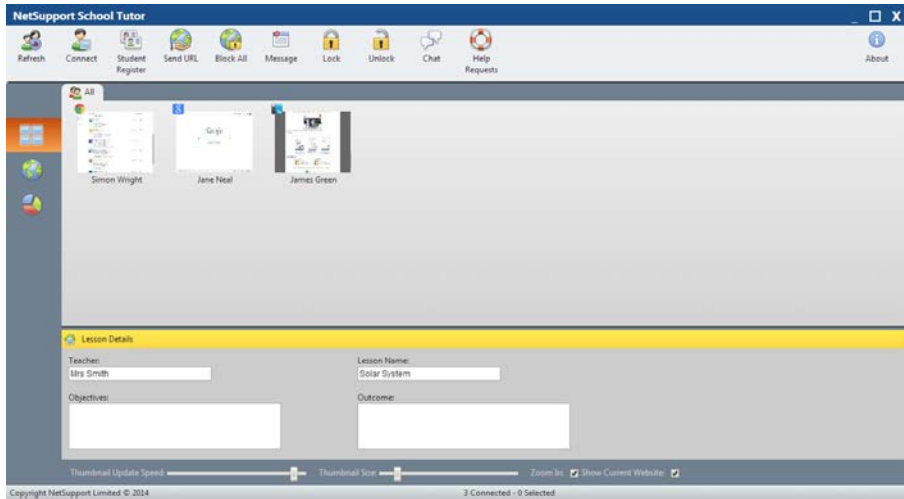 NetSupport School Tutor
Refresh
Connect
Student
Register
Send URL
Block All
Message
Lock
Unlock
Chat
Help
Requests
About
All
Simon Wright
Jane Neal
James Green
Lesson Details
Teacher:
Mrs Smith
Lesson Name:
Solar System
Objectives:
Outcome:
Thumbnail Update Speed: Thumbnail Size: Zoom In: Show Current Website:
Copyright NetSupport Limited © 2014 3 Connected - 0 Selected